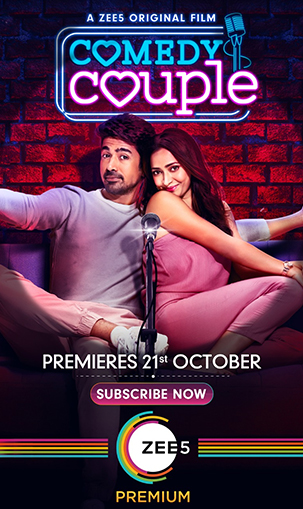 A ZEE5 ORIGINAL FILM
COMEDY
couple
PREMIERES 21st OCTOBER
SUBSCRIBE NOW
ZEE5
PREMIUM